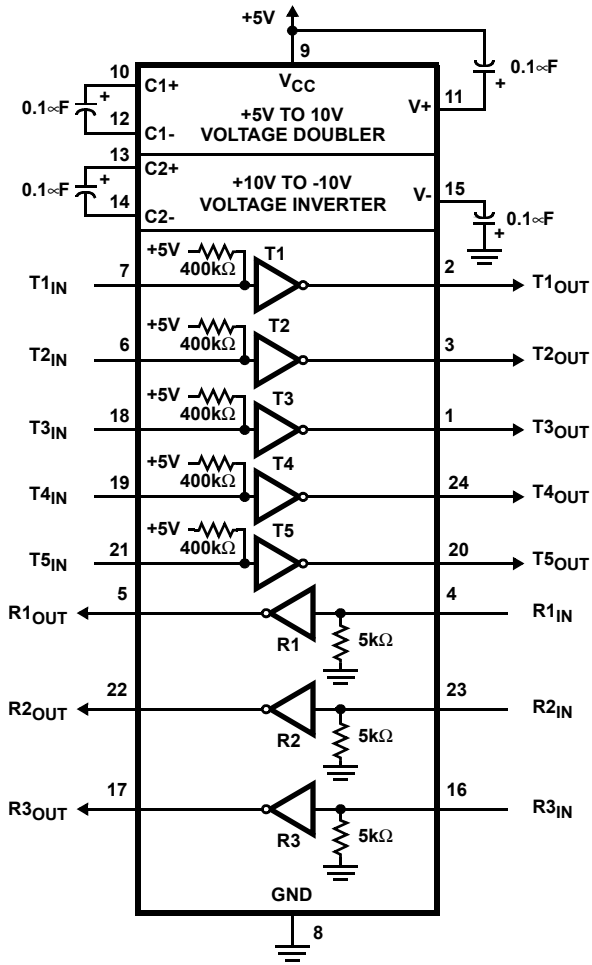 +5V
9
VCC
10
C1+
0.1∝F
+
12
C1-
+5V TO 10V
VOLTAGE DOUBLER
V+
11
+
0.1∝F
13
C2+
0.1∝F
+
14
C2-
+10V TO -10V
VOLTAGE INVERTER
V-
15
+
0.1∝F
T1IN
7
+5V
400kΩ
T1
2
T1OUT
T2IN
6
+5V
400kΩ
T2
3
T2OUT
T3IN
18
+5V
400kΩ
T3
1
T3OUT
T4IN
19
+5V
400kΩ
T4
24
T4OUT
T5IN
21
+5V
400kΩ
T5
20
T5OUT
R1OUT
5
R1
5kΩ
4
R1IN
R2OUT
22
R2
5kΩ
23
R2IN
R3OUT
17
R3
5kΩ
16
R3IN
GND
8